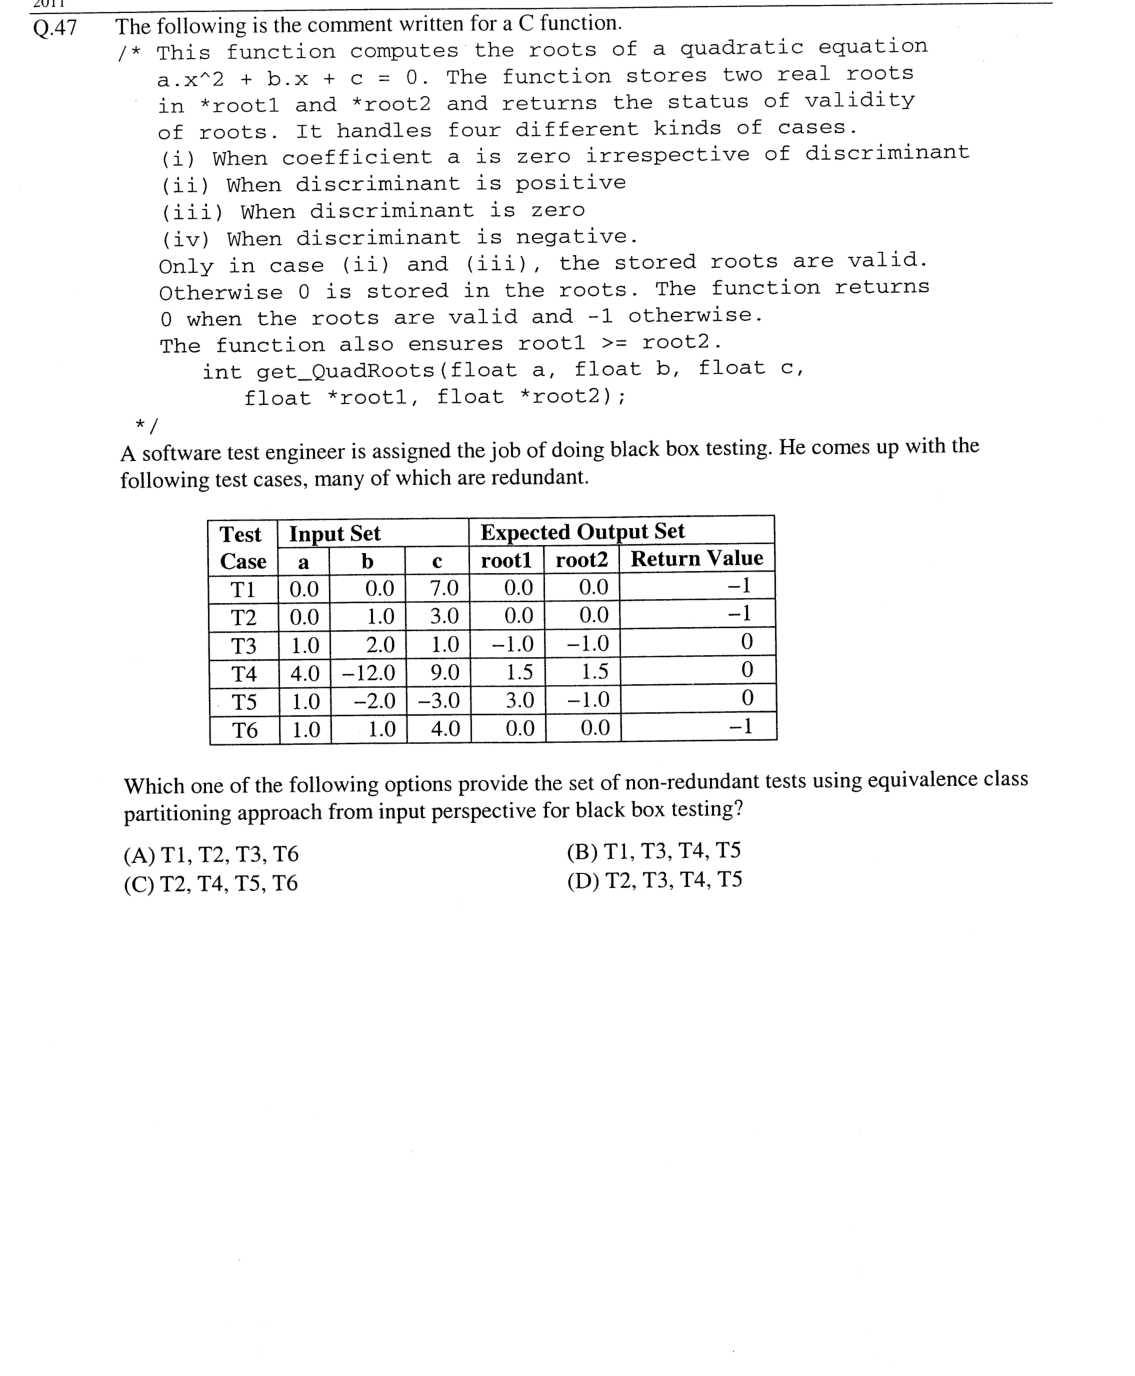 2011
Q.47 The following is the comment written for a C function.
/* This function computes the roots of a quadratic equation
a.x^2 + b.x + c = 0. The function stores two real roots
in *root1 and *root2 and returns the status of validity
of roots. It handles four different kinds of cases.
(i) When coefficient a is zero irrespective of discriminant
(ii) When discriminant is positive
(iii) When discriminant is zero
(iv) When discriminant is negative.
Only in case (ii) and (iii), the stored roots are valid.
Otherwise 0 is stored in the roots. The function returns
0 when the roots are valid and -1 otherwise.
The function also ensures root1 >= root2.
int get_QuadRoots(float a, float b, float c,
float *root1, float *root2);
*/
A software test engineer is assigned the job of doing black box testing. He comes up with the
following test cases, many of which are redundant.
Test Input Set Expected Output Set
Case a b c root1 root2 Return Value
T1 0.0 0.0 7.0 0.0 0.0 −1
T2 0.0 1.0 3.0 0.0 0.0 −1
T3 1.0 2.0 1.0 −1.0 −1.0 0
T4 4.0 −12.0 9.0 1.5 1.5 0
T5 1.0 −2.0 −3.0 3.0 −1.0 0
T6 1.0 1.0 4.0 0.0 0.0 −1
Which one of the following options provide the set of non-redundant tests using equivalence class
partitioning approach from input perspective for black box testing?
(A) T1, T2, T3, T6 (B) T1, T3, T4, T5
(C) T2, T4, T5, T6 (D) T2, T3, T4, T5